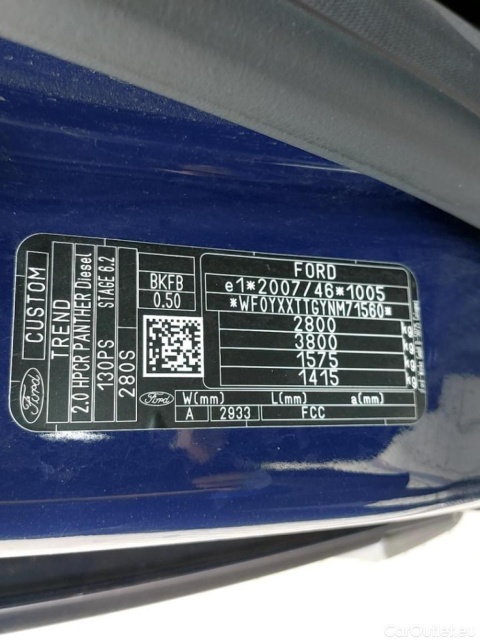 FORD
e1*2007/46*1005
*WF0YXXTTGYNM71560*
2800 kg
3800 kg
1575 kg
1415 kg
BKFB
0.50
Ford
W(mm) L(mm) a(mm)
A 2933 FCC
Ford
CUSTOM
TREND
2.0 HPCR PANTHER Diesel
130PS STAGE 6.2
280S
CarOutlet.eu